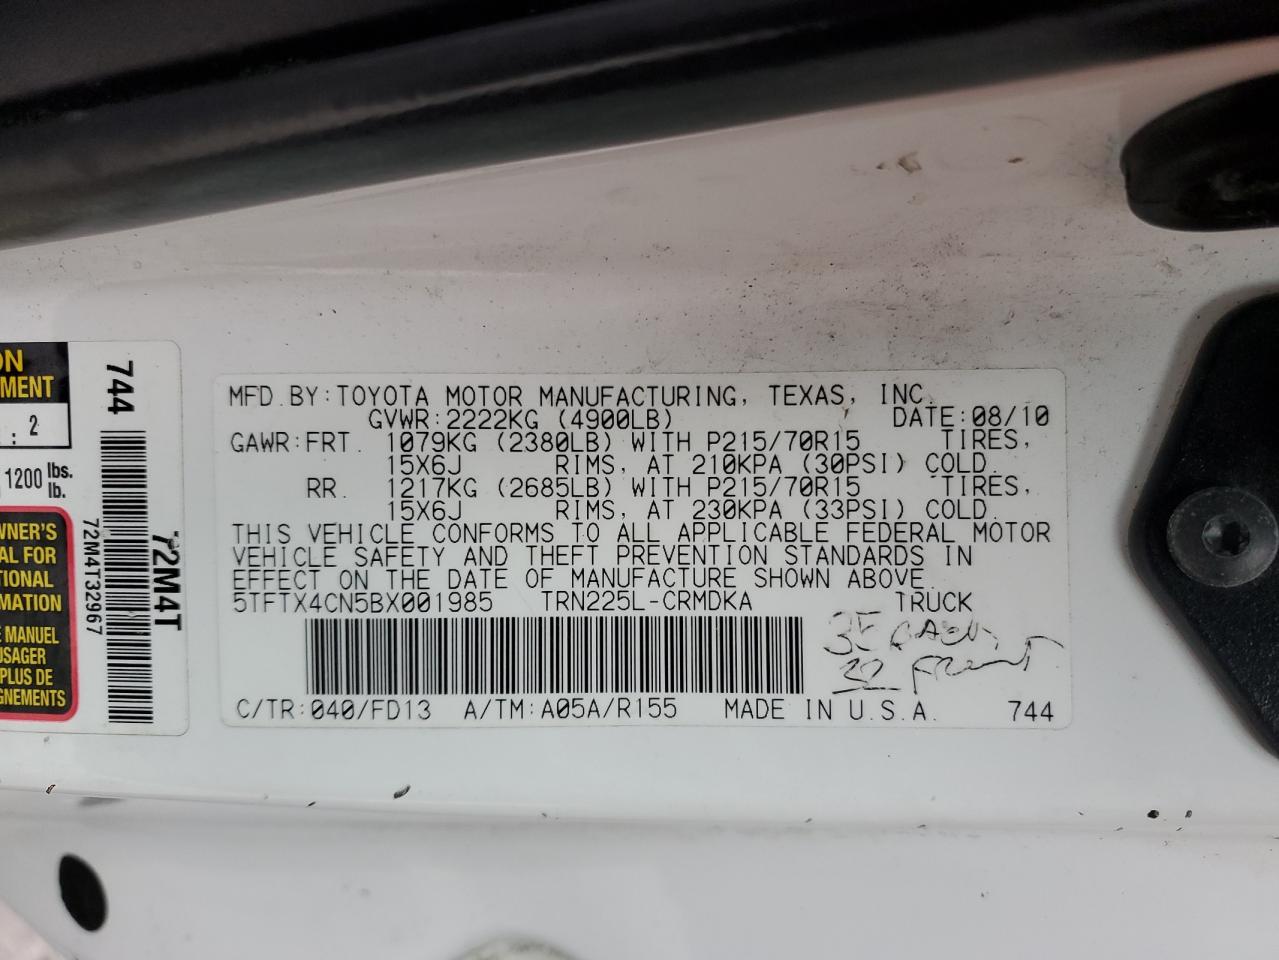 ON
MENT
: 2
1200 lbs.
lb.
WNER'S
AL FOR
TIONAL
RMATION
E MANUEL
USAGER
PLUS DE
GNEMENTS
744
72M4T32967
72M4T
MFD.BY:TOYOTA MOTOR MANUFACTURING, TEXAS, INC.
GVWR:2222KG (4900LB) DATE:08/10
GAWR:FRT. 1079KG (2380LB) WITH P215/70R15 TIRES,
15X6J RIMS, AT 210KPA (30PSI) COLD.
RR. 1217KG (2685LB) WITH P215/70R15 TIRES,
15X6J RIMS, AT 230KPA (33PSI) COLD.
THIS VEHICLE CONFORMS TO ALL APPLICABLE FEDERAL MOTOR
VEHICLE SAFETY AND THEFT PREVENTION STANDARDS IN
EFFECT ON THE DATE OF MANUFACTURE SHOWN ABOVE.
5TFTX4CN5BX001985 TRN225L-CRMDKA TRUCK
32 Front
C/TR:040/FD13 A/TM:A05A/R155 MADE IN U.S.A. 744